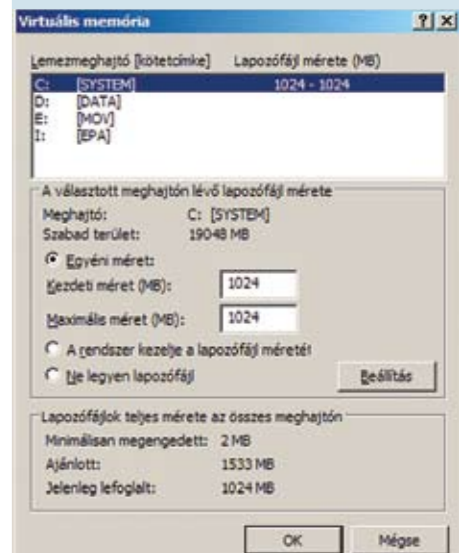 Virtuális memória
Lemezmeghajtó [kötetcímke] Lapozófájl mérete (MB)
C: [SYSTEM] 1024 - 1024
D: [DATA]
E: [MOV]
I: [EPA]
A választott meghajtón lévő lapozófájl mérete
Meghajtó: C: [SYSTEM]
Szabad terület: 19048 MB
Egyéni méret:
Kezdeti méret (MB): 1024
Maximális méret (MB): 1024
A rendszer kezelje a lapozófájl méretét
Ne legyen lapozófájl
Beállítás
Lapozófájlok teljes mérete az összes meghajtón
Minimálisan megengedett: 2 MB
Ajánlott: 1533 MB
Jelenleg lefoglalt: 1024 MB
OK Mégse